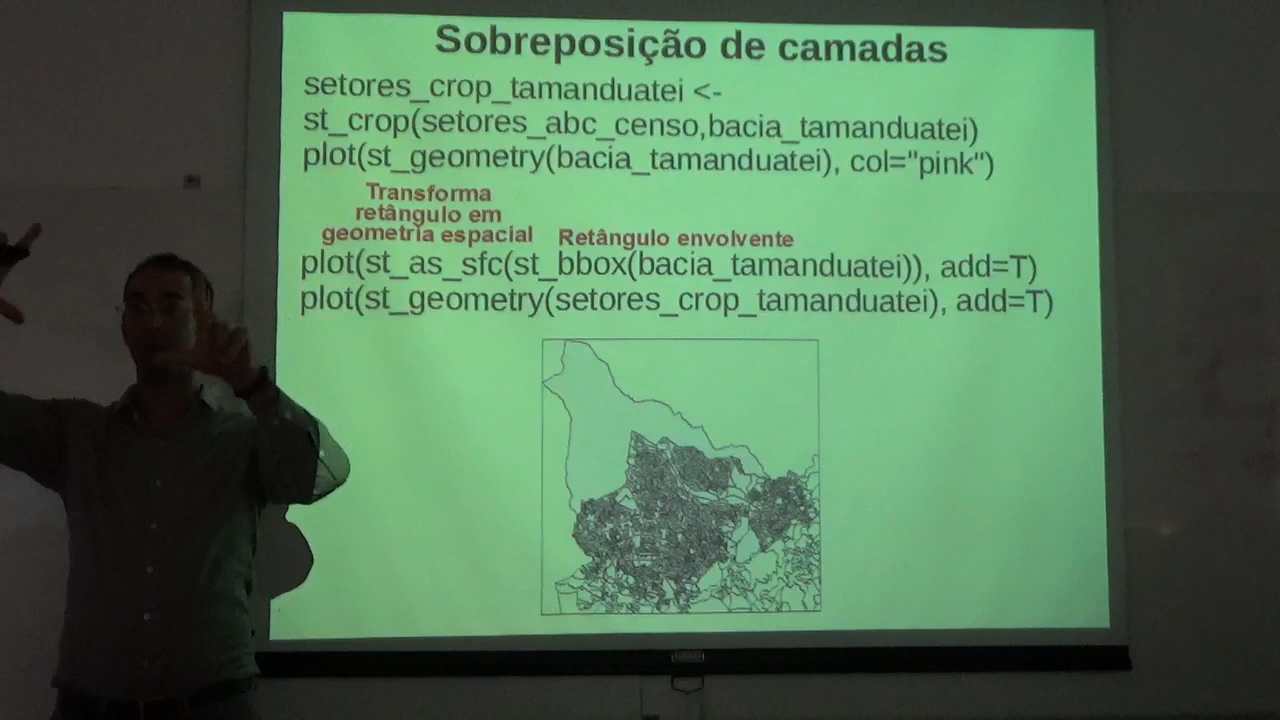 Sobreposição de camadas
setores_crop_tamanduatei <-
st_crop(setores_abc_censo,bacia_tamanduatei)
plot(st_geometry(bacia_tamanduatei), col="pink")
Transforma
retângulo em
geometria espacial Retângulo envolvente
plot(st_as_sfc(st_bbox(bacia_tamanduatei)), add=T)
plot(st_geometry(setores_crop_tamanduatei), add=T)